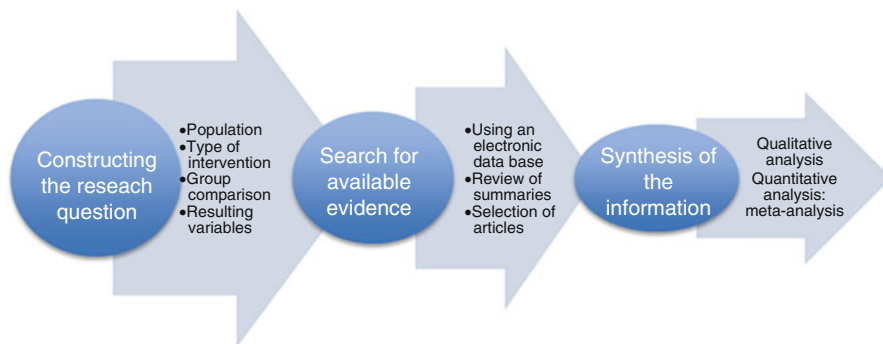 Constructing
the reseach
question
•Population
•Type of
intervention
•Group
comparison
•Resulting
variables
Search for
available
evidence
•Using an
electronic
data base
•Review of
summaries
•Selection of
articles
Synthesis of
the
information
Qualitative
analysis
Quantitative
analysis:
meta-analysis